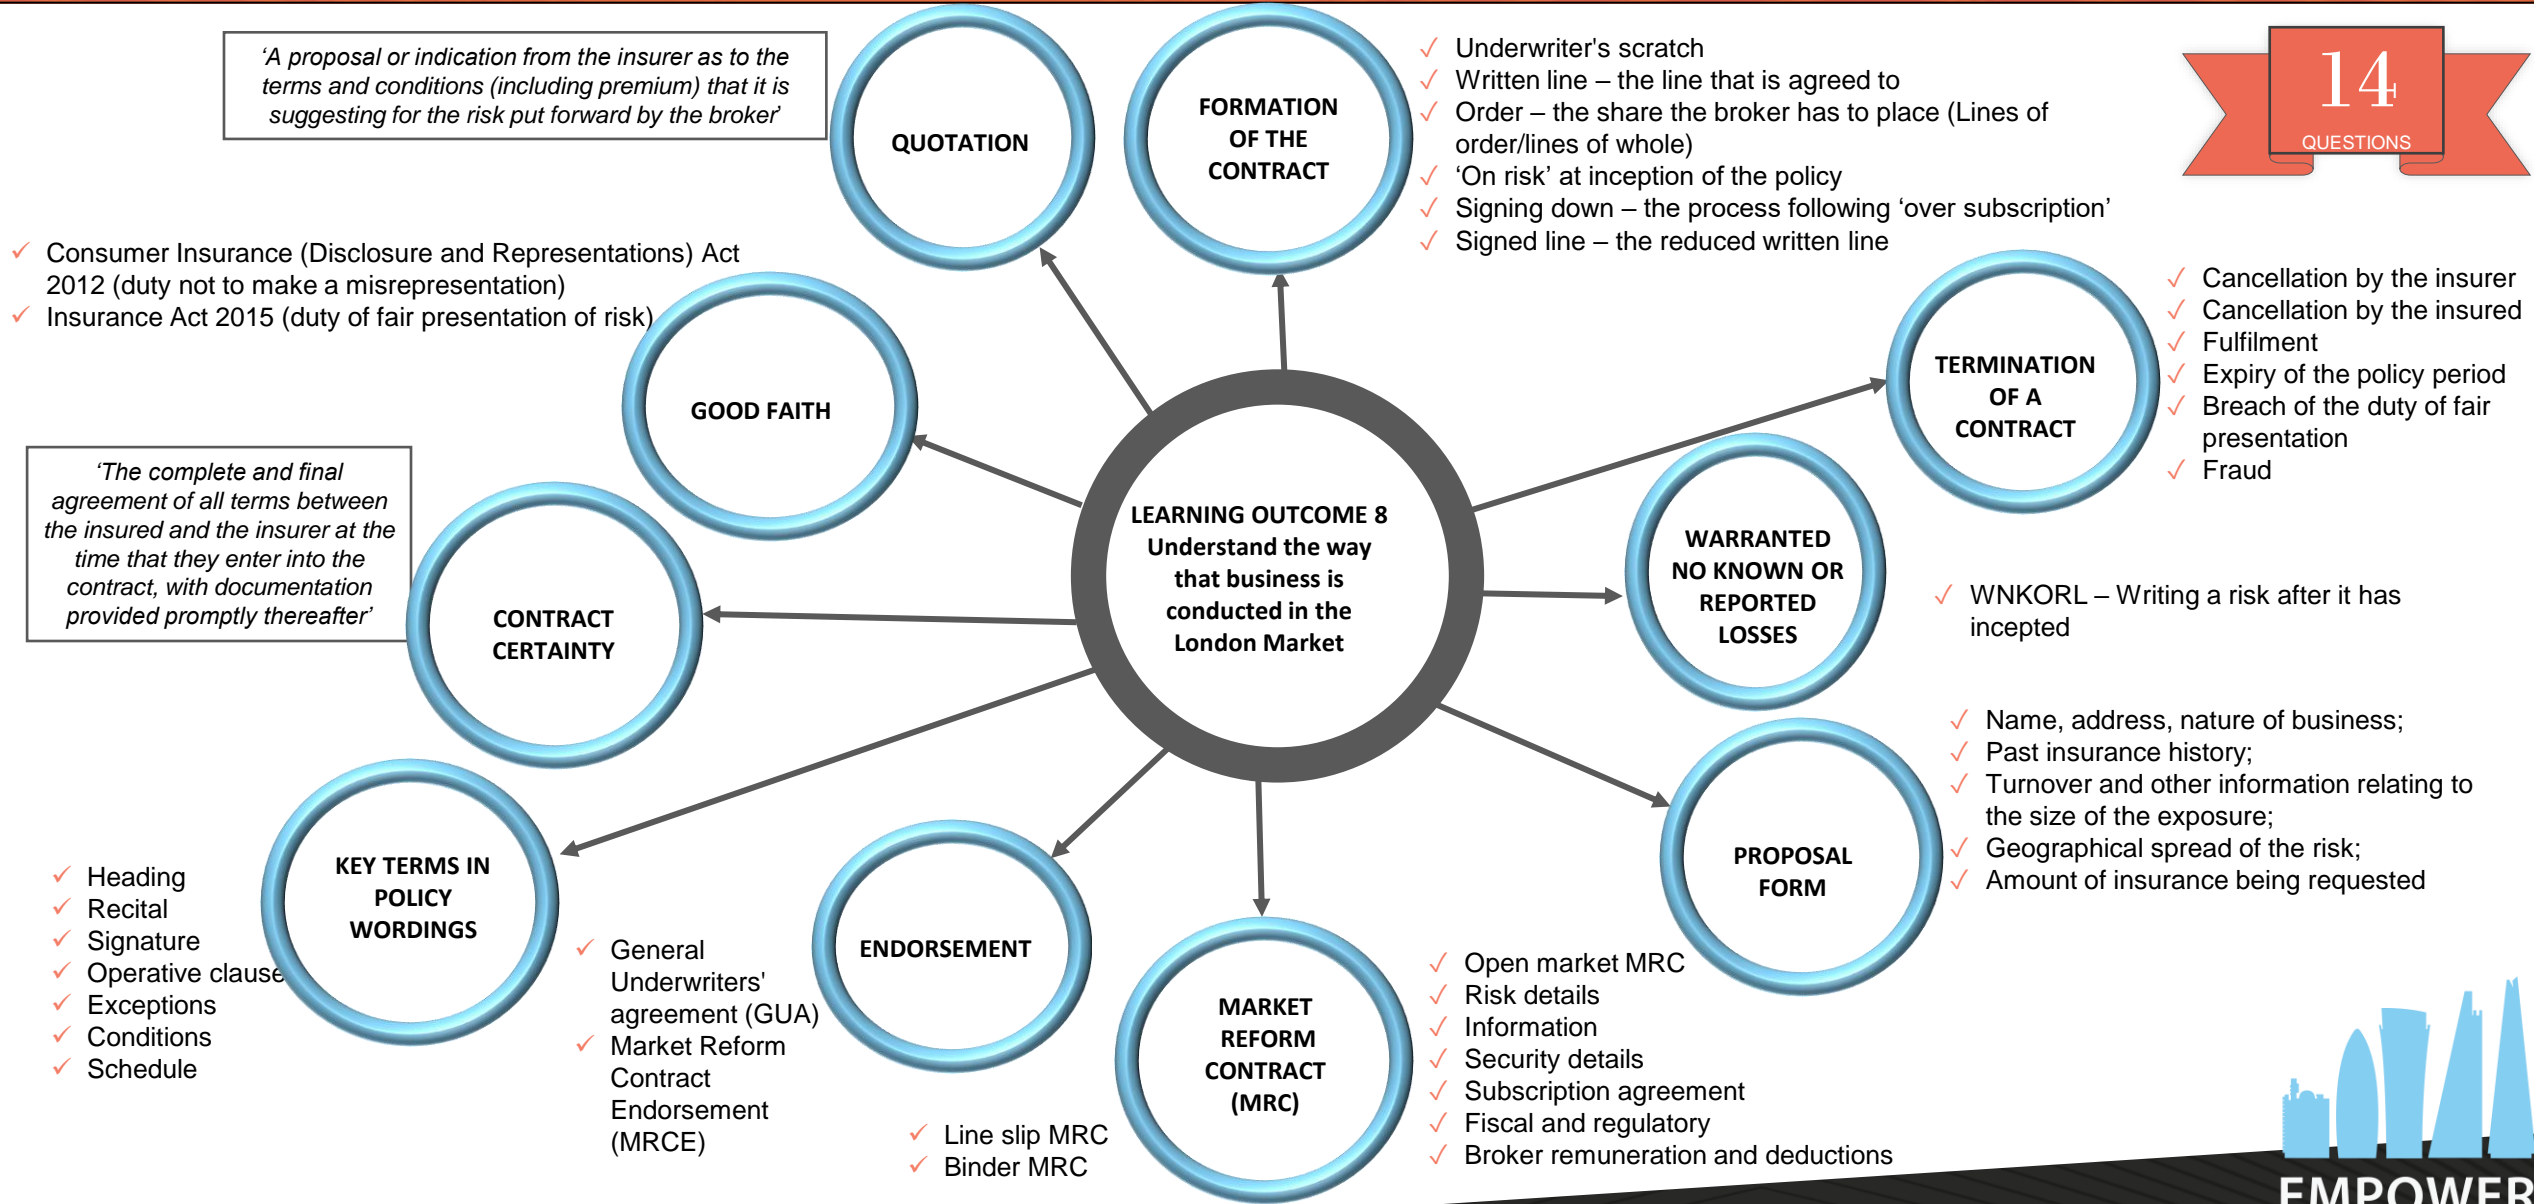 ‘A proposal or indication from the insurer as to the
terms and conditions (including premium) that it is
suggesting for the risk put forward by the broker’
QUOTATION
FORMATION
OF THE
CONTRACT
Underwriter's scratch
Written line – the line that is agreed to
Order – the share the broker has to place (Lines of
order/lines of whole)
‘On risk’ at inception of the policy
Signing down – the process following ‘over subscription’
Signed line – the reduced written line
14
QUESTIONS
Consumer Insurance (Disclosure and Representations) Act
2012 (duty not to make a misrepresentation)
Insurance Act 2015 (duty of fair presentation of risk)
GOOD FAITH
TERMINATION
OF A
CONTRACT
Cancellation by the insurer
Cancellation by the insured
Fulfilment
Expiry of the policy period
Breach of the duty of fair
presentation
Fraud
‘The complete and final
agreement of all terms between
the insured and the insurer at the
time that they enter into the
contract, with documentation
provided promptly thereafter’
CONTRACT
CERTAINTY
LEARNING OUTCOME 8
Understand the way
that business is
conducted in the
London Market
WARRANTED
NO KNOWN OR
REPORTED
LOSSES
WNKORL – Writing a risk after it has
incepted
PROPOSAL
FORM
Name, address, nature of business;
Past insurance history;
Turnover and other information relating to
the size of the exposure;
Geographical spread of the risk;
Amount of insurance being requested
KEY TERMS IN
POLICY
WORDINGS
Heading
Recital
Signature
Operative clause
Exceptions
Conditions
Schedule
ENDORSEMENT
General
Underwriters'
agreement (GUA)
Market Reform
Contract
Endorsement
(MRCE)
MARKET
REFORM
CONTRACT
(MRC)
Line slip MRC
Binder MRC
Open market MRC
Risk details
Information
Security details
Subscription agreement
Fiscal and regulatory
Broker remuneration and deductions
EMPOWER